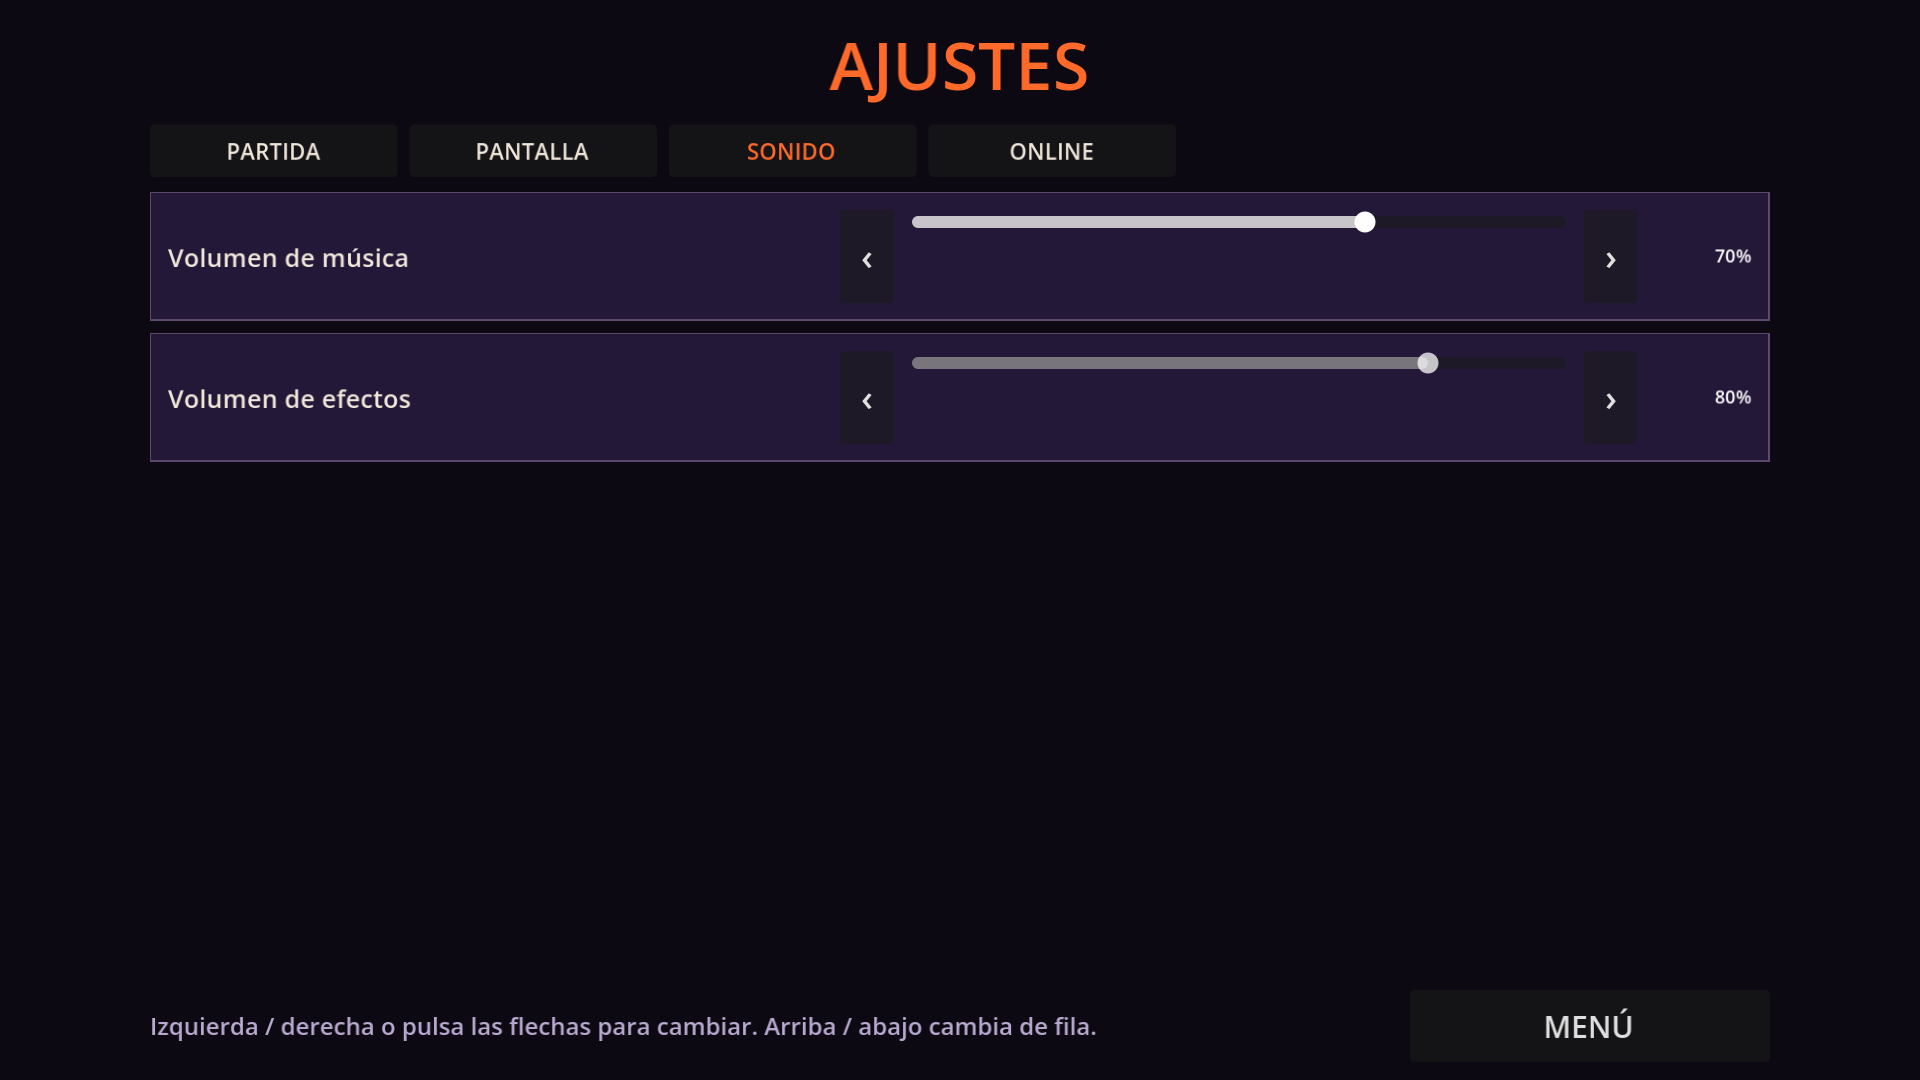 AJUSTES
PARTIDA PANTALLA SONIDO ONLINE
Volumen de música ‹ › 70%
Volumen de efectos ‹ › 80%
Izquierda / derecha o pulsa las flechas para cambiar. Arriba / abajo cambia de fila.
MENÚ